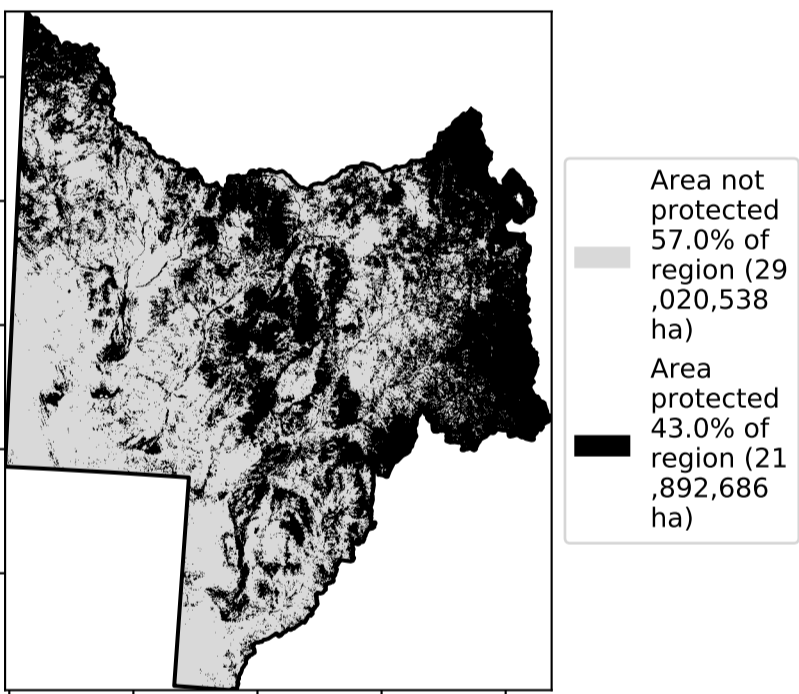 Area not
protected
57.0% of
region (29
,020,538
ha)
Area
protected
43.0% of
region (21
,892,686
ha)